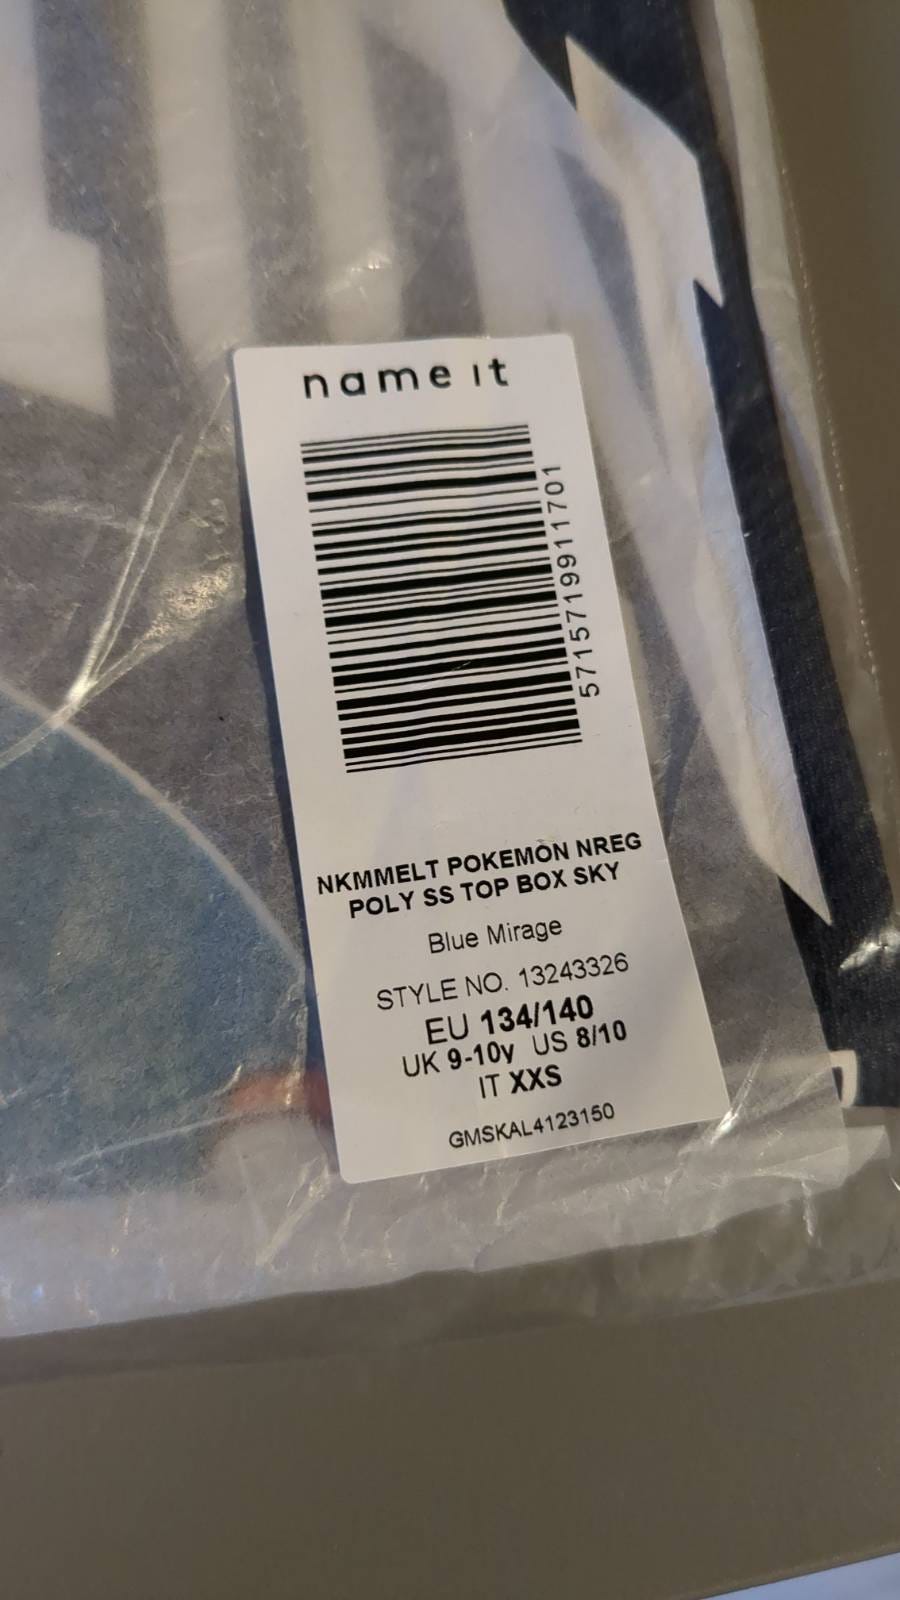 name it
5715719911701
NKMMELT POKEMON NREG
POLY SS TOP BOX SKY
Blue Mirage
STYLE NO. 13243326
EU 134/140
UK 9-10y US 8/10
IT XXS
GMSKAL4123150